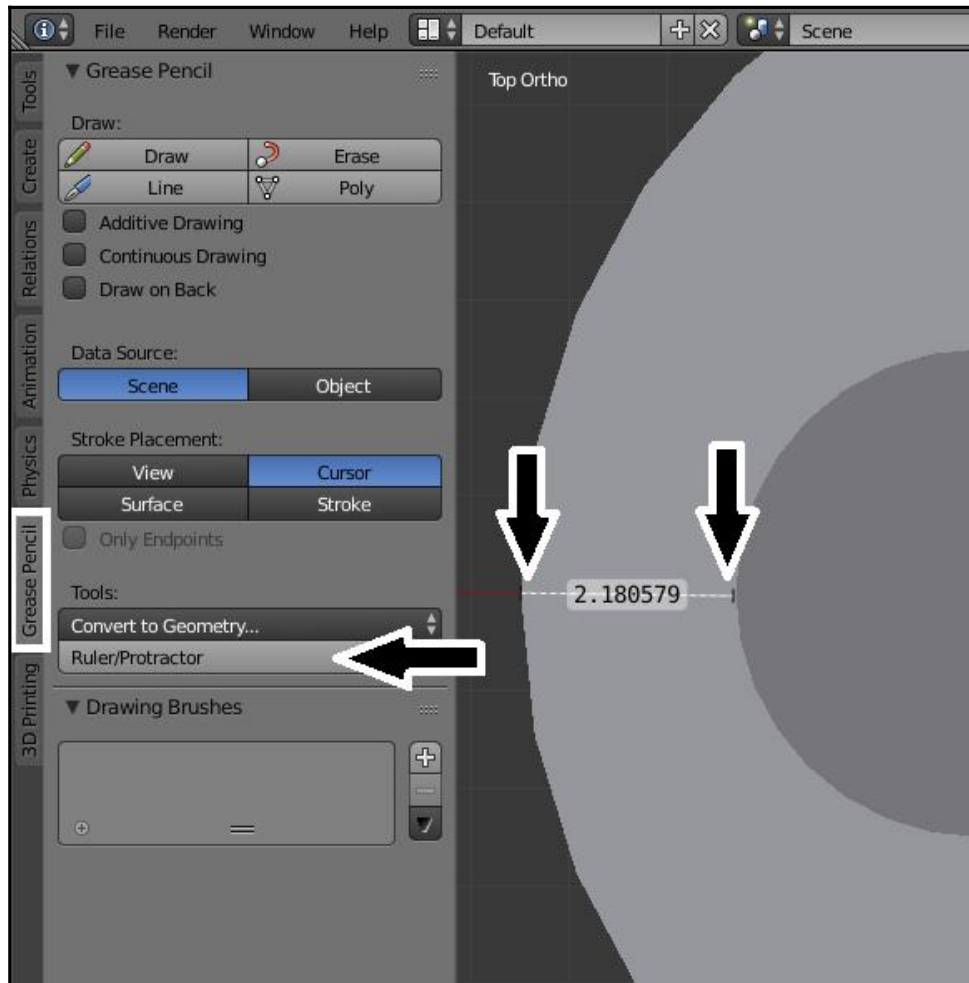 File Render Window Help Default Scene
Tools
Create
Relations
Animation
Physics
Grease Pencil
3D Printing
Grease Pencil
Draw:
Draw Erase
Line Poly
Additive Drawing
Continuous Drawing
Draw on Back
Data Source:
Scene Object
Stroke Placement:
View Cursor
Surface Stroke
Only Endpoints
Tools:
Convert to Geometry...
Ruler/Protractor
Drawing Brushes
Top Ortho
2.180579